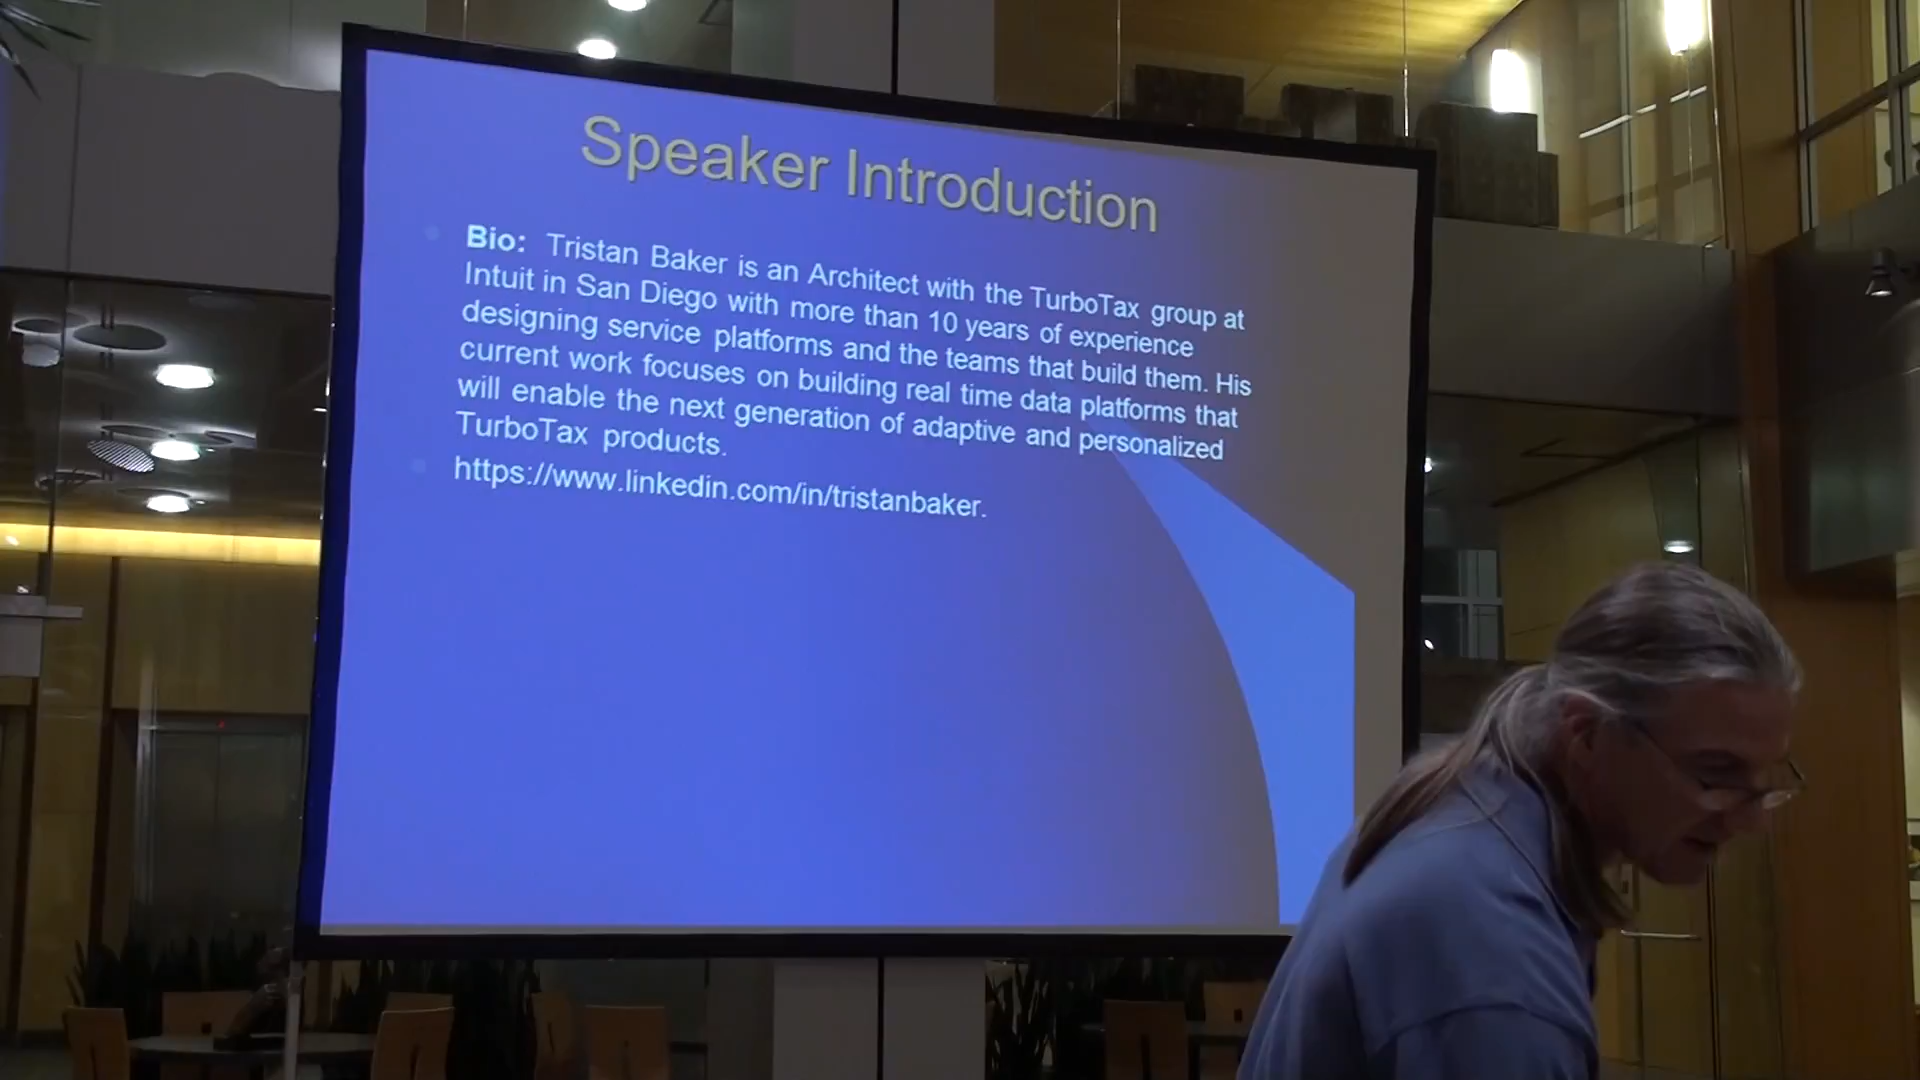 Speaker Introduction
Bio: Tristan Baker is an Architect with the TurboTax group at
Intuit in San Diego with more than 10 years of experience
designing service platforms and the teams that build them. His
current work focuses on building real time data platforms that
will enable the next generation of adaptive and personalized
TurboTax products.
https://www.linkedin.com/in/tristanbaker.